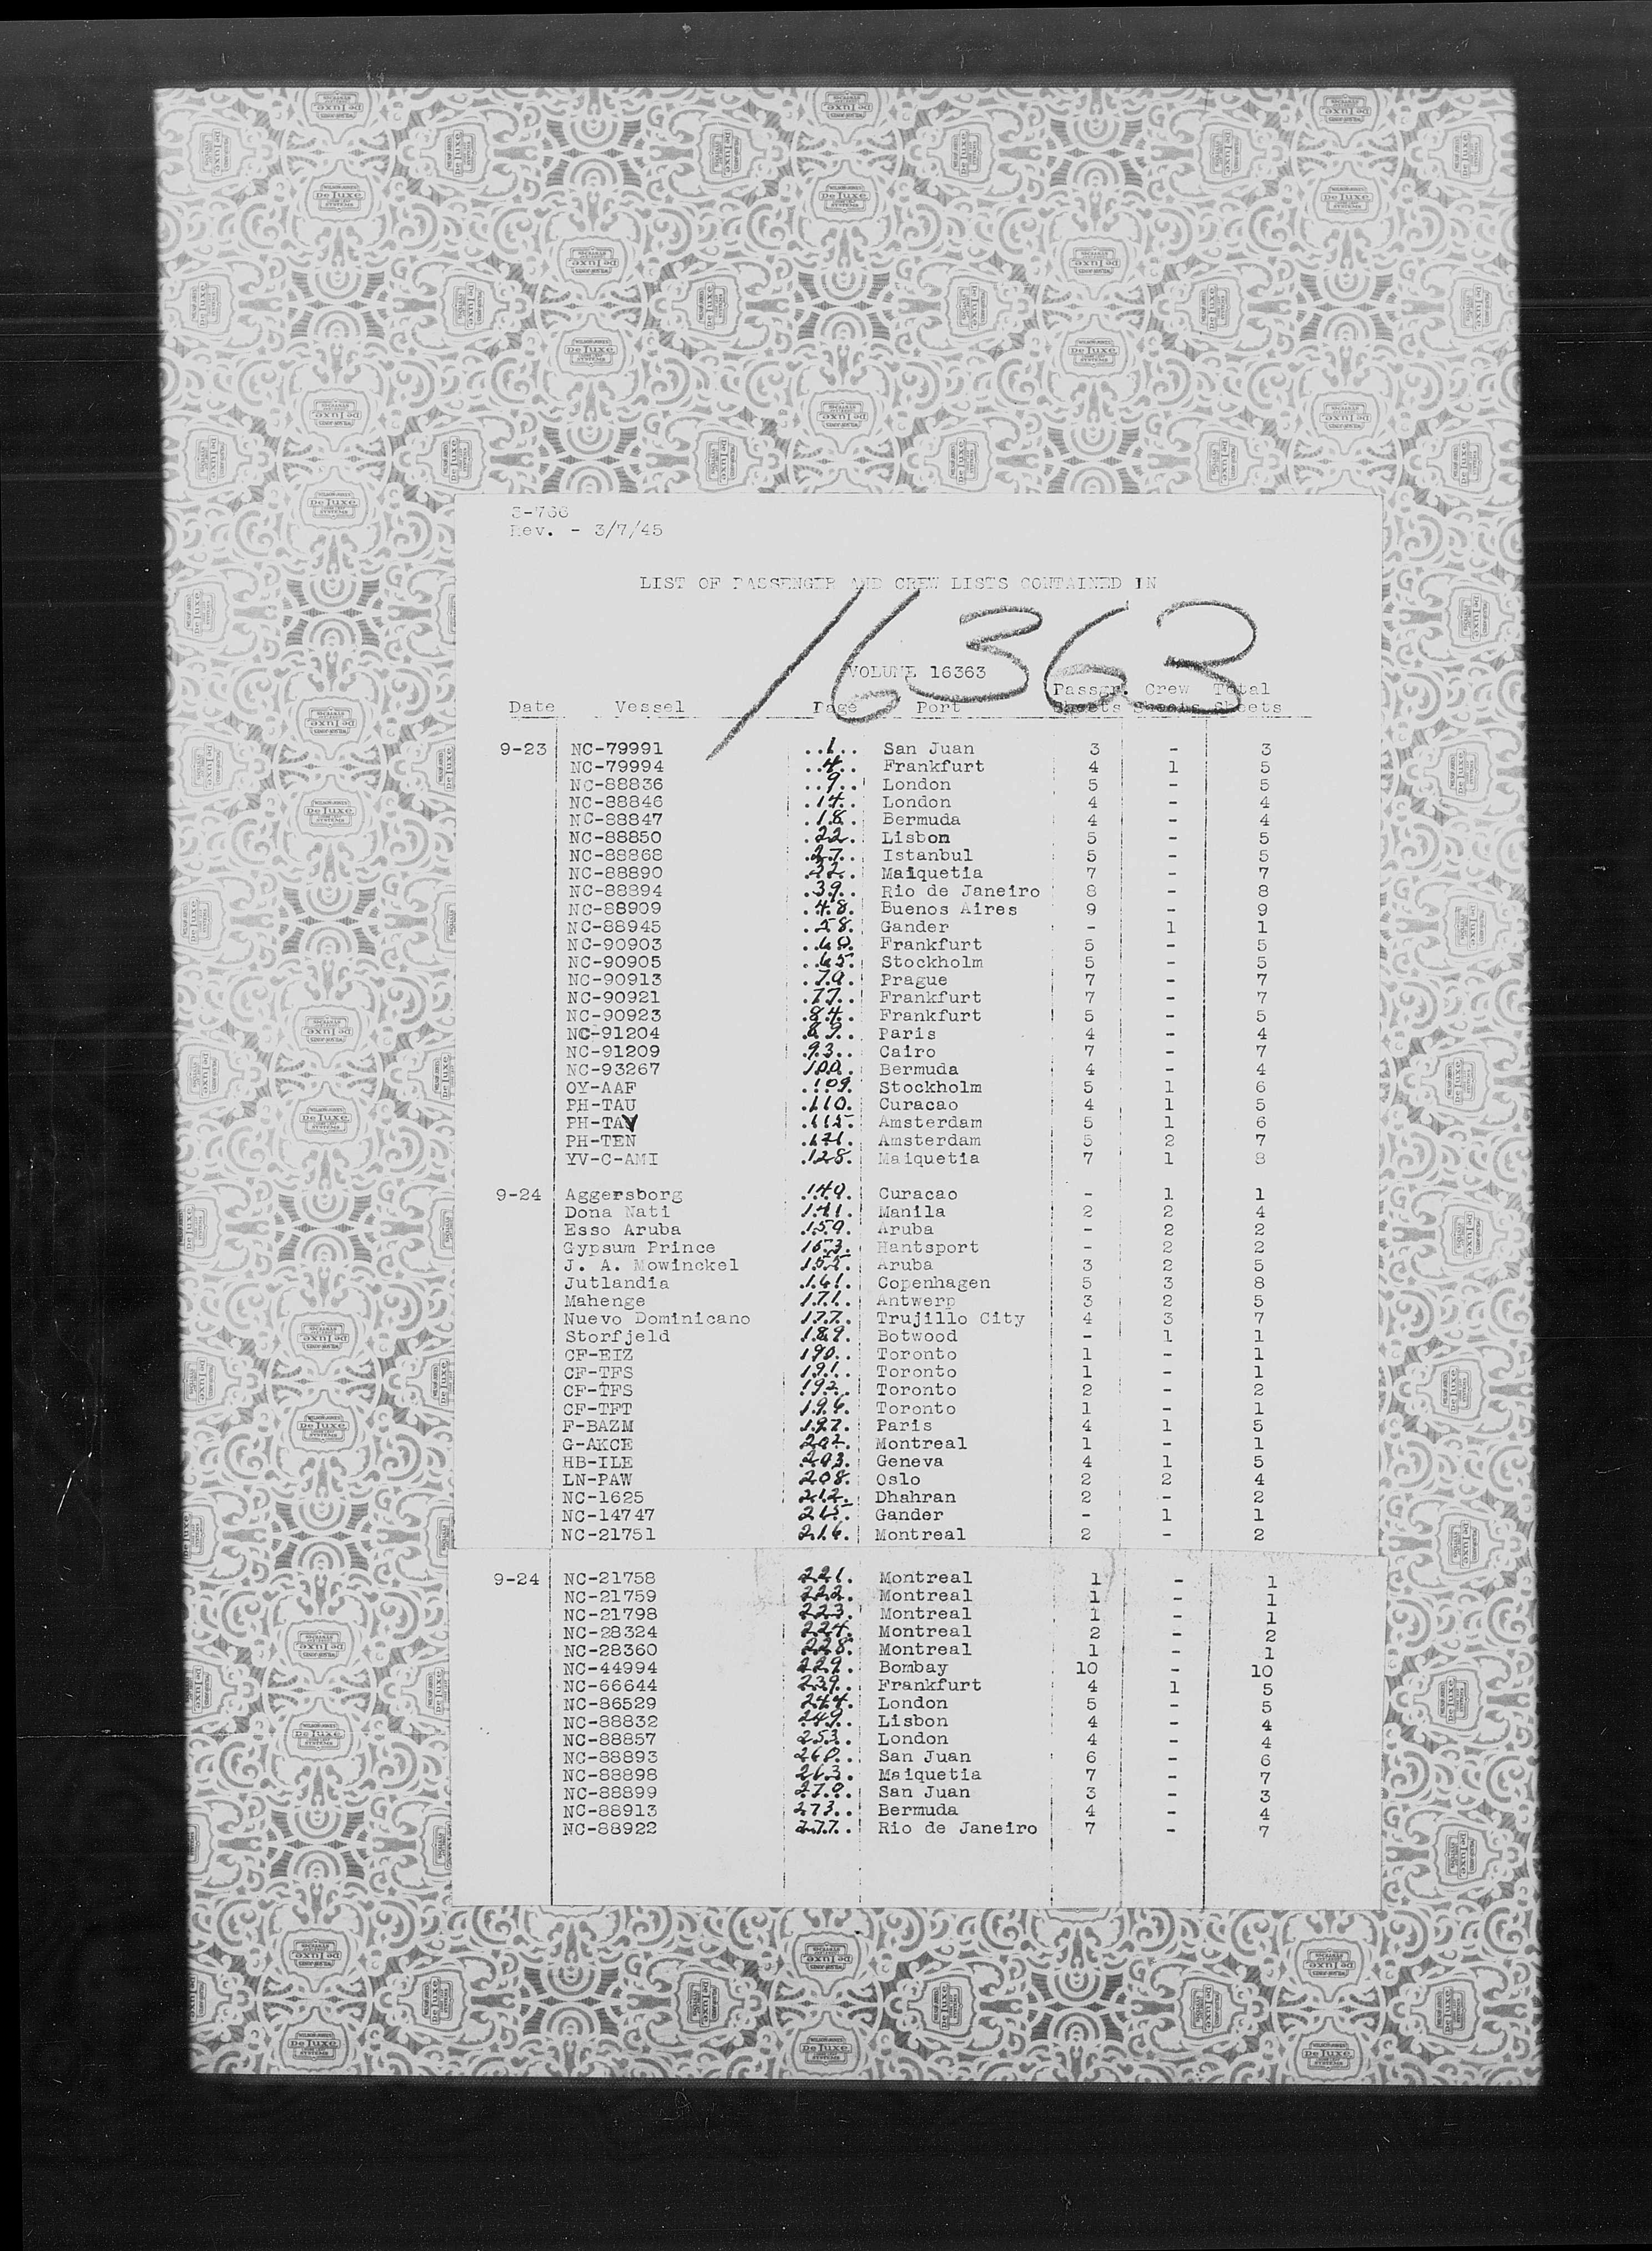 3-766
Rev. - 3/7/45
LIST OF PASSENGER AND CREW LISTS CONTAINED IN
16363
VOLUME 16363
Passgr. Crew Total
Date Vessel Page Port Sheets Sheets Sheets
9-23 NC-79991 ..1.. San Juan 3 - 3
NC-79994 ..4.. Frankfurt 4 1 5
NC-88836 ..9.. London 5 - 5
NC-88846 .14.. London 4 - 4
NC-88847 .18.. Bermuda 4 - 4
NC-88850 .22.. Lisbon 5 - 5
NC-88868 .27.. Istanbul 5 - 5
NC-88890 32.. Maiquetia 7 - 7
NC-88894 .39.. Rio de Janeiro 8 - 8
NC-88909 .48. Buenos Aires 9 - 9
NC-88945 .58. Gander - 1 1
NC-90903 ..60. Frankfurt 5 - 5
NC-90905 ..65. Stockholm 5 - 5
NC-90913 ..70. Prague 7 - 7
NC-90921 .77.. Frankfurt 7 - 7
NC-90923 .84.. Frankfurt 5 - 5
NC-91204 89.. Paris 4 - 4
NC-91209 .93.. Cairo 7 - 7
NC-93267 100.. Bermuda 4 - 4
OY-AAF .109. Stockholm 5 1 6
PH-TAU .110. Curacao 4 1 5
PH-TAV .115. Amsterdam 5 1 6
PH-TEN .121. Amsterdam 5 2 7
YV-C-AMI .128. Maiquetia 7 1 8
9-24 Aggersborg .140. Curacao - 1 1
Dona Nati 141. Manila 2 2 4
Esso Aruba .150. Aruba - 2 2
Gypsum Prince 153. Hantsport - 2 2
J. A. Mowinckel 155. Aruba 3 2 5
Jutlandia .161. Copenhagen 5 3 8
Mahenge 171.. Antwerp 3 2 5
Nuevo Dominicano 177.. Trujillo City 4 3 7
Storfjeld 189. Botwood - 1 1
CF-EIZ 190.. Toronto 1 - 1
CF-TFS 191.. Toronto 1 - 1
CF-TFS 192.. Toronto 2 - 2
CF-TFT 196. Toronto 1 - 1
F-BAZM 197. Paris 4 1 5
G-AKCE 202. Montreal 1 - 1
HB-ILE 203. Geneva 4 1 5
LN-PAW 208. Oslo 2 2 4
NC-1625 212. Dhahran 2 - 2
NC-14747 215. Gander - 1 1
NC-21751 216. Montreal 2 - 2
9-24 NC-21758 221. Montreal 1 - 1
NC-21759 222. Montreal 1 - 1
NC-21798 223. Montreal 1 - 1
NC-28324 224. Montreal 2 - 2
NC-28360 228. Montreal 1 - 1
NC-44994 229. Bombay 10 - 10
NC-66644 239. Frankfurt 4 1 5
NC-86529 244. London 5 - 5
NC-88832 249.. Lisbon 4 - 4
NC-88857 253.. London 4 - 4
NC-88893 San Juan 6 - 6
NC-88898 263. Maiquetia 7 - 7
NC-88899 270. San Juan 3 - 3
NC-88913 273.. Bermuda 4 - 4
NC-88922 277.. Rio de Janeiro 7 - 7